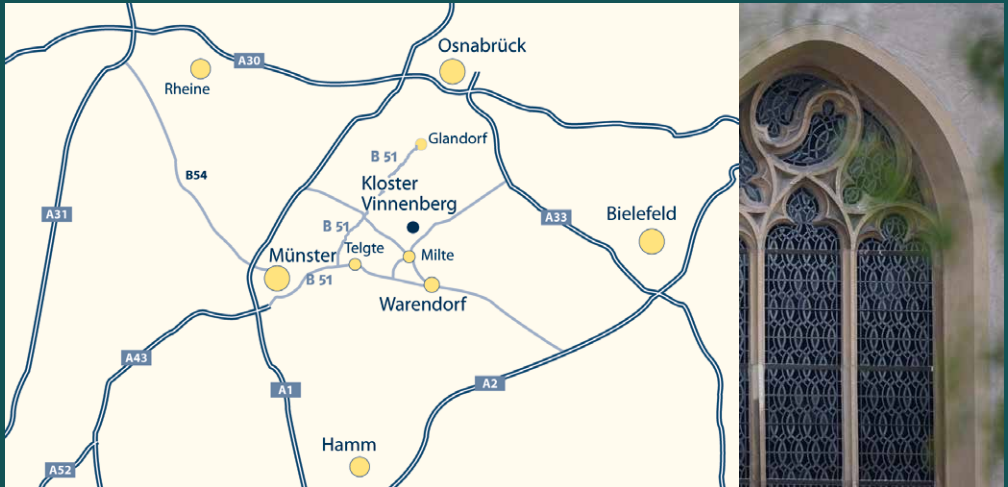 Osnabrück
A30
Rheine
Glandorf
B 51
B54
Kloster
Vinnenberg
A31
A33
Bielefeld
B 51
Telgte
Münster
Milte
B 51
Warendorf
A43
A1
A2
Hamm
A52